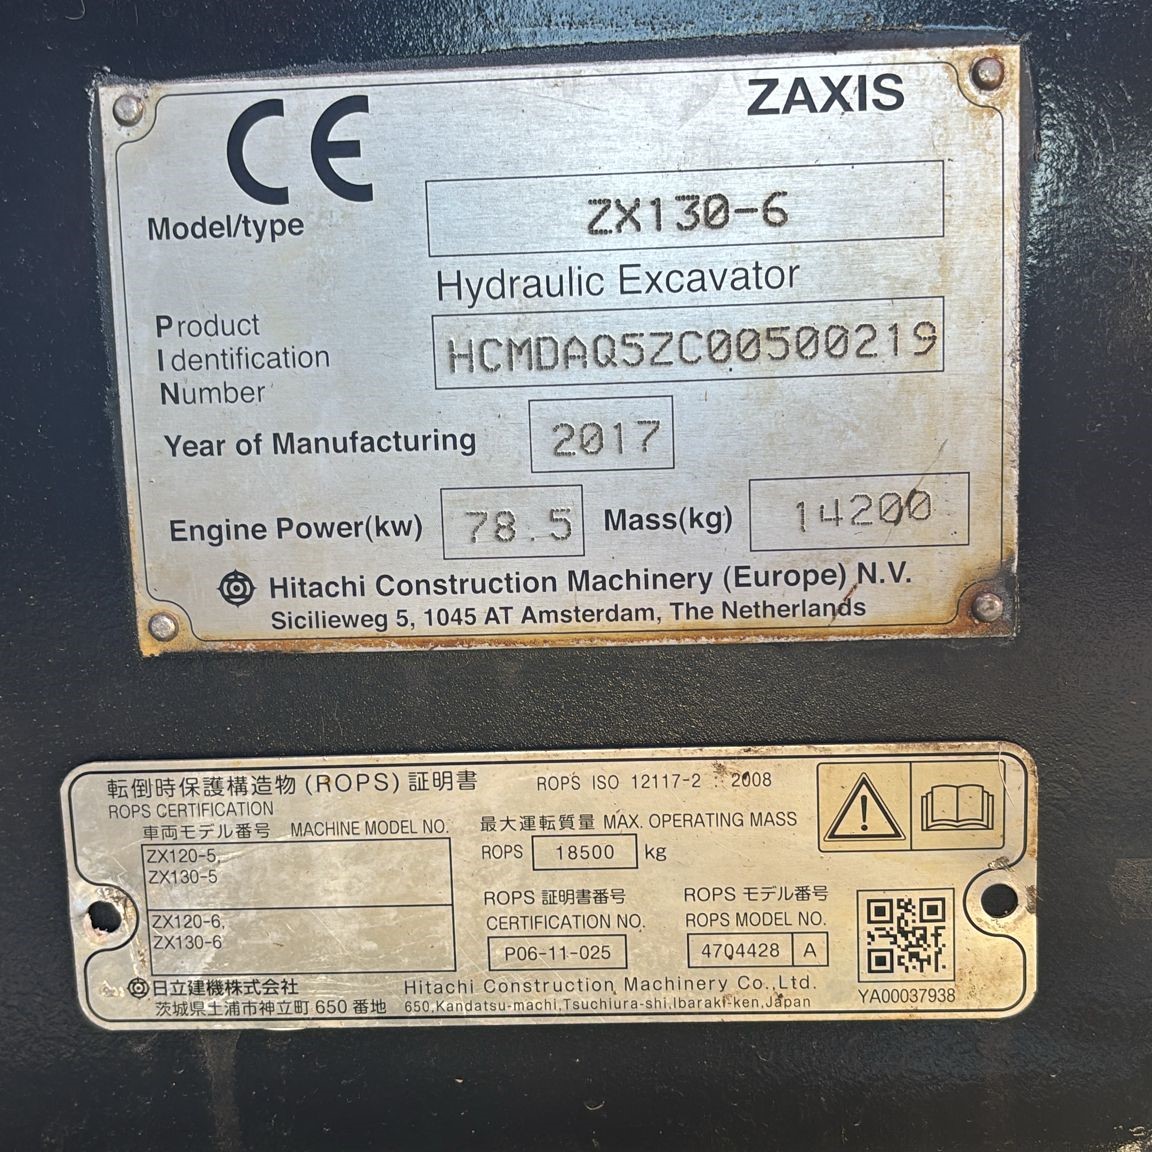 CE
ZAXIS
Model/type ZX130-6
Hydraulic Excavator
Product
Identification
Number
HCMDAQ5ZC00500219
Year of Manufacturing 2017
Engine Power(kw) 78.5 Mass(kg) 14200
Hitachi Construction Machinery (Europe) N.V.
Sicilieweg 5, 1045 AT Amsterdam, The Netherlands
転倒時保護構造物(ROPS)証明書 ROPS ISO 12117-2 : 2008
ROPS CERTIFICATION
車両モデル番号 MACHINE MODEL NO.
ZX120-5,
ZX130-5
ZX120-6,
ZX130-6
最大運転質量 MAX. OPERATING MASS
ROPS 18500 kg
ROPS 証明書番号
CERTIFICATION NO.
P06-11-025
ROPS モデル番号
ROPS MODEL NO.
4704428 A
日立建機株式会社 Hitachi Construction Machinery Co.,Ltd.
茨城県土浦市神立町 650 番地 650,Kandatsu-machi,Tsuchiura-shi,Ibaraki-ken,Japan
YA00037938